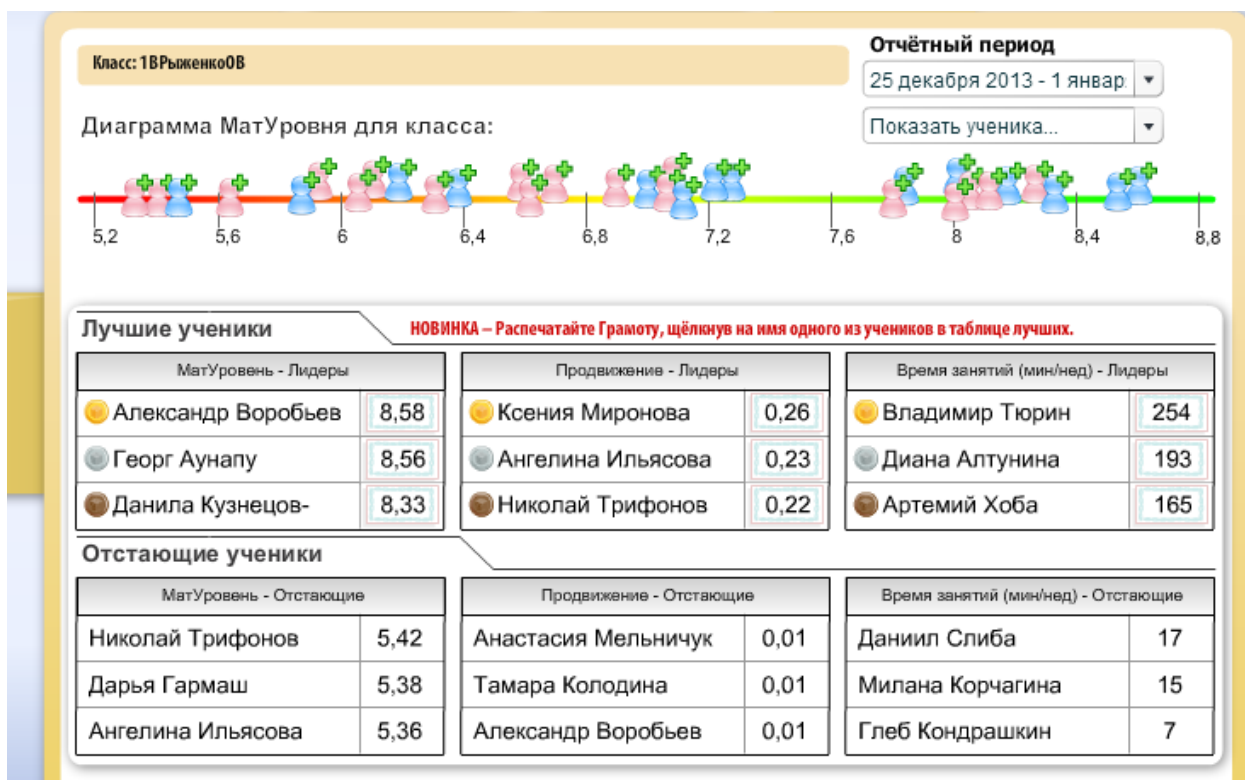 Класс: 1ВРыженкоОВ
Отчётный период
25 декабря 2013 - 1 январ
Диаграмма МатУровня для класса:
Показать ученика...
5,2 5,6 6 6,4 6,8 7,2 7,6 8 8,4 8,8
Лучшие ученики
НОВИНКА – Распечатайте Грамоту, щёлкнув на имя одного из учеников в таблице лучших.
МатУровень - Лидеры Продвижение - Лидеры Время занятий (мин/нед) - Лидеры
Александр Воробьев 8,58 Ксения Миронова 0,26 Владимир Тюрин 254
Георг Аунапу 8,56 Ангелина Ильясова 0,23 Диана Алтунина 193
Данила Кузнецов- 8,33 Николай Трифонов 0,22 Артемий Хоба 165
Отстающие ученики
МатУровень - Отстающие Продвижение - Отстающие Время занятий (мин/нед) - Отстающие
Николай Трифонов 5,42 Анастасия Мельничук 0,01 Даниил Слиба 17
Дарья Гармаш 5,38 Тамара Колодина 0,01 Милана Корчагина 15
Ангелина Ильясова 5,36 Александр Воробьев 0,01 Глеб Кондрашкин 7